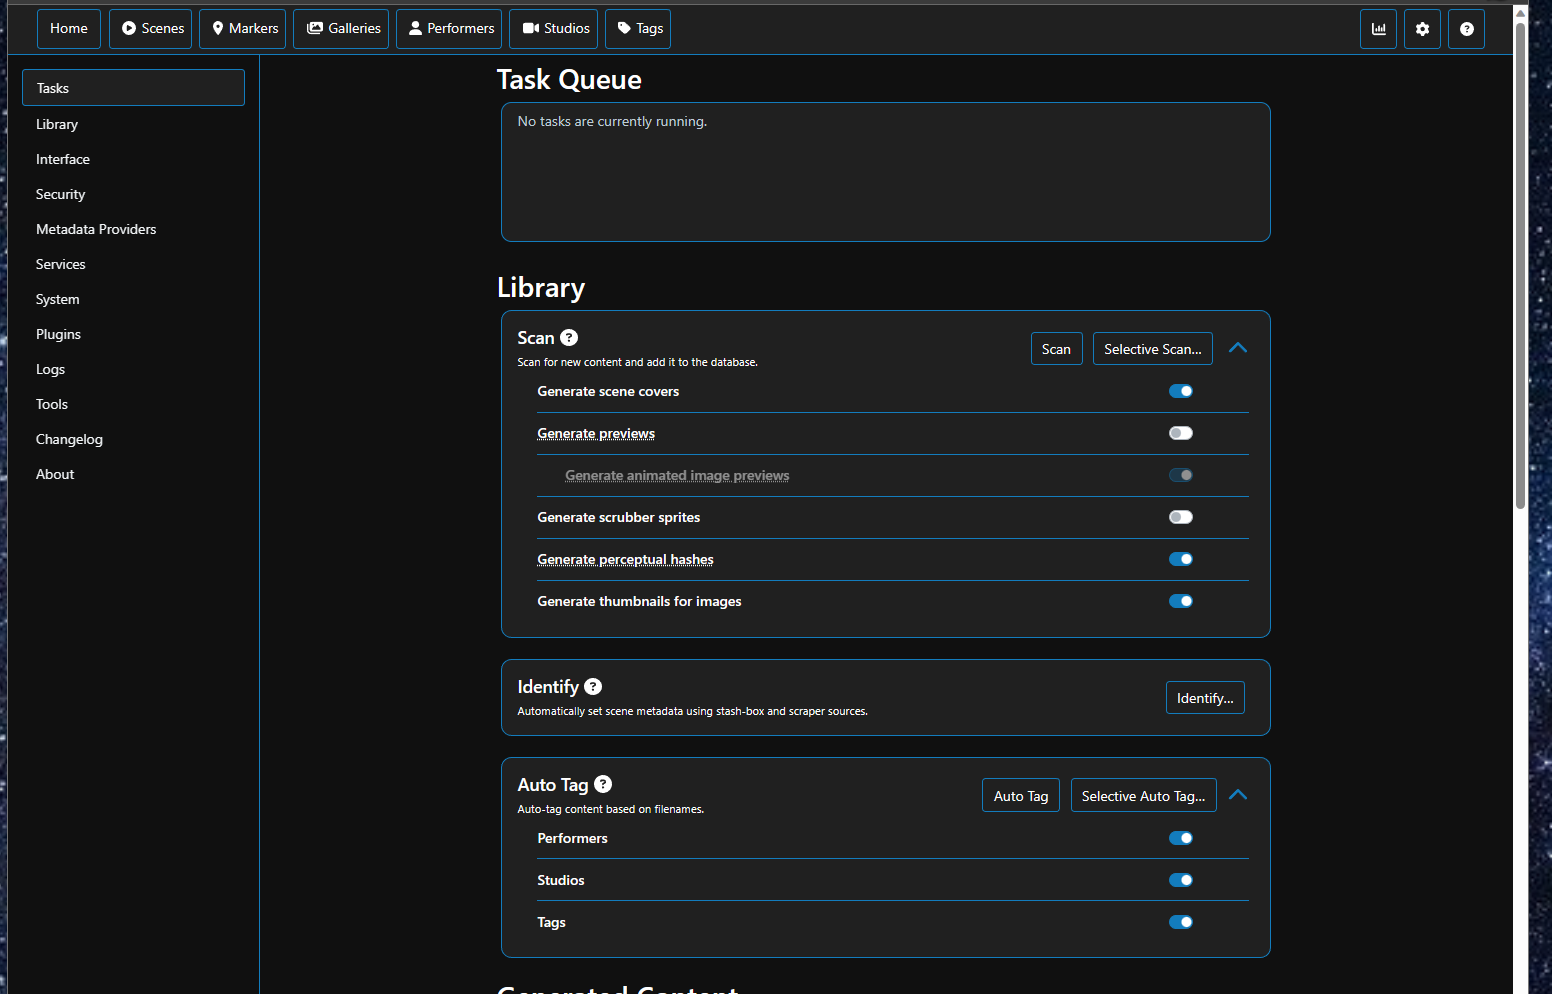 Home Scenes Markers Galleries Performers Studios Tags
Tasks
Library
Interface
Security
Metadata Providers
Services
System
Plugins
Logs
Tools
Changelog
About
Task Queue
No tasks are currently running.
Library
Scan ?
Scan for new content and add it to the database.
Scan
Selective Scan...
Generate scene covers
Generate previews
Generate animated image previews
Generate scrubber sprites
Generate perceptual hashes
Generate thumbnails for images
Identify ?
Automatically set scene metadata using stash-box and scraper sources.
Identify...
Auto Tag ?
Auto-tag content based on filenames.
Auto Tag
Selective Auto Tag...
Performers
Studios
Tags
Generated Content